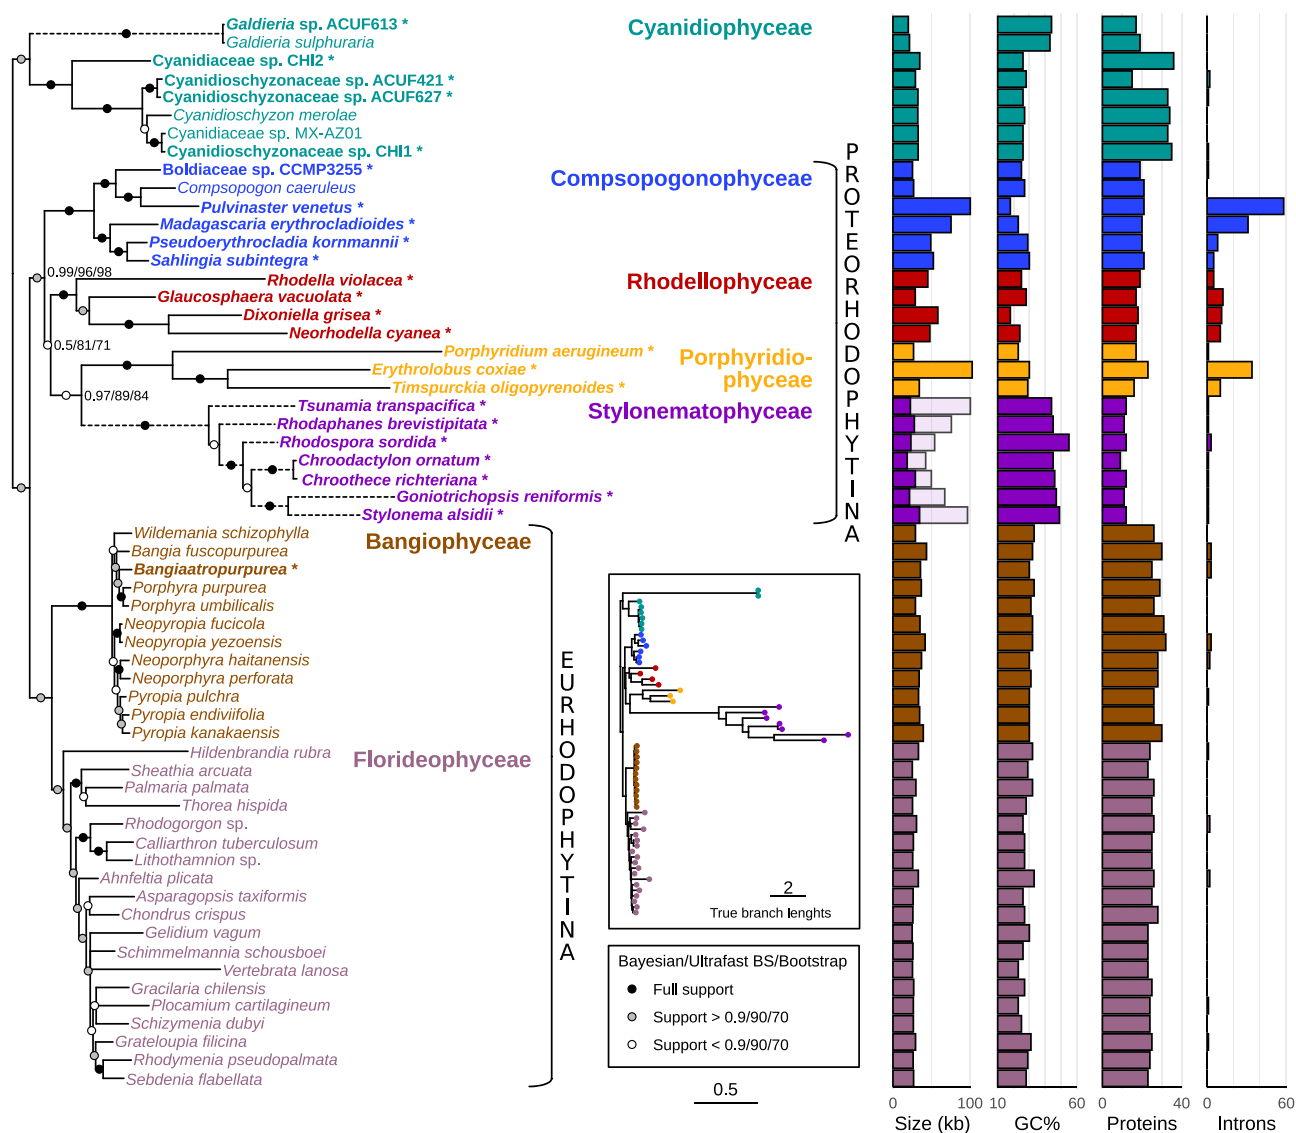 Galdieria sp. ACUF613 *
Galdieria sulphuraria
Cyanidiaceae sp. CHI2 *
Cyanidioschyzonaceae sp. ACUF421 *
Cyanidioschyzonaceae sp. ACUF627 *
Cyanidioschyzon merolae
Cyanidiaceae sp. MX-AZ01
Cyanidioschyzonaceae sp. CHI1 *
Cyanidiophyceae
Boldiaceae sp. CCMP3255 *
Compsopogon caeruleus
Pulvinaster venetus *
Madagascaria erythrocladioides *
Pseudoerythrocladia kornmannii *
Sahlingia subintegra *
Compsopogonophyceae
0.99/96/98
Rhodella violacea *
Glaucosphaera vacuolata *
Dixoniella grisea *
Neorhodella cyanea *
Rhodellophyceae
0.5/81/71
Porphyridium aerugineum *
Erythrolobus coxiae *
Timspurckia oligopyrenoides *
Porphyridio-
phyceae
0.97/89/84
Tsunamia transpacifica *
Rhodaphanes brevistipitata *
Rhodospora sordida *
Chroodactylon ornatum *
Chroothece richteriana *
Goniotrichopsis reniformis *
Stylonema alsidii *
Stylonematophyceae
PROTEORHODOPHYTINA
Wildemania schizophylla
Bangia fuscopurpurea
Bangiaatropurpurea *
Porphyra purpurea
Porphyra umbilicalis
Neopyropia fucicola
Neopyropia yezoensis
Neoporphyra haitanensis
Neoporphyra perforata
Pyropia pulchra
Pyropia endiviifolia
Pyropia kanakaensis
Bangiophyceae
Hildenbrandia rubra
Sheathia arcuata
Palmaria palmata
Thorea hispida
Rhodogorgon sp.
Calliarthron tuberculosum
Lithothamnion sp.
Ahnfeltia plicata
Asparagopsis taxiformis
Chondrus crispus
Gelidium vagum
Schimmelmannia schousboei
Vertebrata lanosa
Gracilaria chilensis
Plocamium cartilagineum
Schizymenia dubyi
Grateloupia filicina
Rhodymenia pseudopalmata
Sebdenia flabellata
Florideophyceae
EURHODOPHYTINA
2
True branch lenghts
Bayesian/Ultrafast BS/Bootstrap
Full support
Support > 0.9/90/70
Support < 0.9/90/70
0.5
0 100
Size (kb)
10 60
GC%
0 40
Proteins
0 60
Introns